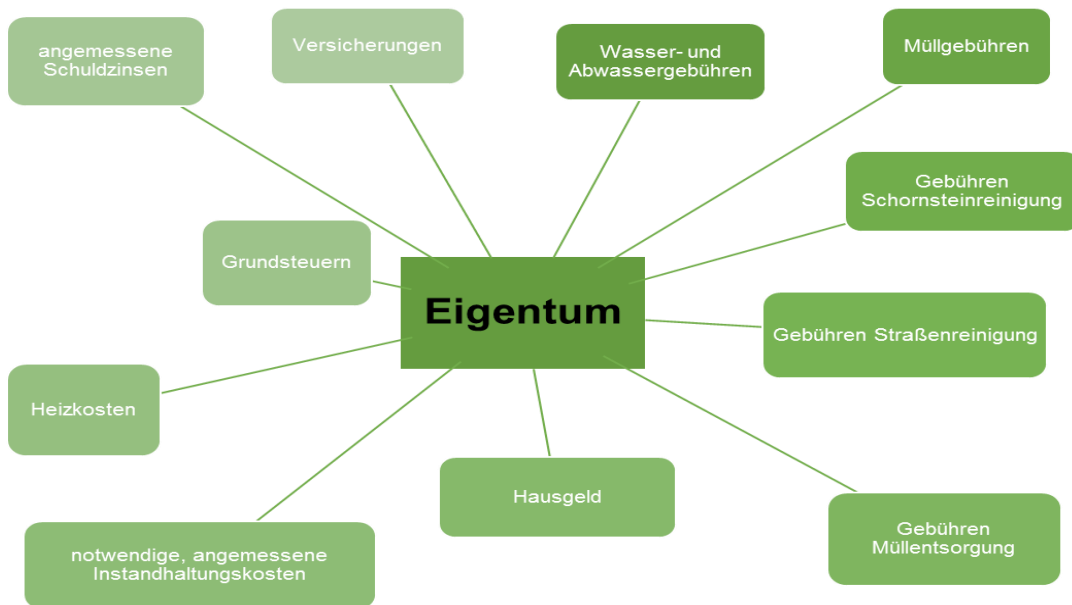 angemessene
Schuldzinsen
Versicherungen
Wasser- und
Abwassergebühren
Müllgebühren
Gebühren
Schornsteinreinigung
Grundsteuern
Eigentum
Gebühren Straßenreinigung
Heizkosten
Hausgeld
Gebühren
Müllentsorgung
notwendige, angemessene
Instandhaltungskosten